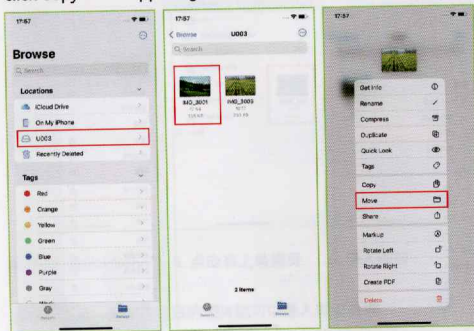 17:57
Browse
Search
Locations
iCloud Drive
On My iPhone
U003
Recently Deleted
Tags
Red
Orange
Yellow
Green
Blue
Purple
Gray
Browse
17:57
Browse
U003
Search
2 items
Browse
17:57
Get Info
Rename
Compress
Duplicate
Quick Look
Tags
Copy
Move
Share
Markup
Rotate Left
Rotate Right
Create PDF
Delete